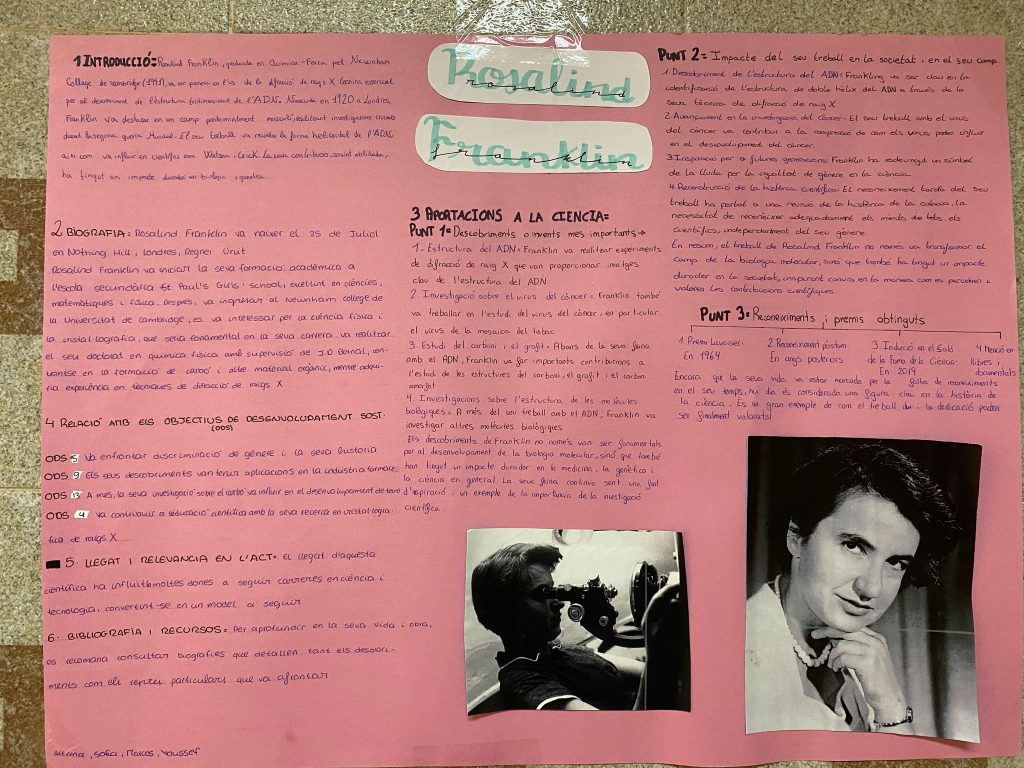 Rosalind
rosalind
Franklin
franklin
1 INTRODUCCIÓ= Rosalind Franklin, graduada en Química-Física pel Newnham
College de Cambridge (1941), va ser pionera en l'ús de la difracció de raigs X tècnica essencial
per al descobriment de l'estructura tridimensional de l'ADN. Nascuda en 1920 a Londres,
Franklin va destacar en un camp predominantment masculí, realitzant investigacions crucials
durant la segona guerra Mundial. El seu treball va revelar la forma helicoidal de l'ADN
així com va influir en científics com Watson i Crick. La seva contribució, sovint oblidada,
ha tingut un impacte durador en biologia i genètica.
2 BIOGRAFIA: Rosalind Franklin va naixer el 25 de Juliol
en Nothing Hill, Londres, Regne Unit
Rosalind Franklin va iniciar la seva formació acadèmica a
l'escola secundària St Paul's Girls' School, excel·lint en ciències,
matemàtiques i física. Després, va ingresar al Newnham college de
la Universitat de Cambridge, es va interessar per la ciència física i
la cristal·lografia, que seria fonamental en la seva carrera. Va realitzar
el seu doctorat en química física amb supervisió de J.D Bernal, cen-
trantse en la formació de carbó i altre material orgànic, mentre adqui-
ria experiència en tècniques de difracció de raigs X
4 RELACIÓ AMB ELS OBJECTIUS DE DESENVOLUPAMENT SOST.
(ODS)
ODS 5 Va enfrontar discriminació de gènere i la seva història
ODS 9 Els seus descobriments van tenir aplicacions en la indústria farmacè.
ODS 13 A més, la seva investigació sobre el carbó va influir en el desenvolupament de
ODS 4 Va contribuir a l'educació científica amb la seva recerca en cristal·logra-
fica de raigs X
5. LLEGAT I RELEVANCIA EN L'ACT= El llegat d'aquesta
científica ha influit moltes dones a seguir carreres en ciència i
tecnologia, convertint-se en un model a seguir
6. BIBLIOGRAFÍA I RECURSOS= Per aprofundir en la seva vida i obra,
es recomana consultar biografies que detallen tant els descobri-
ments com els reptes particulars que va afrontar
Sofia, Marcos, Youssef
3 APORTACIONS A LA CIENCIA=
PUNT 1= Descobriments o invents mes importants→
1. Estructura del ADN= Franklin va realitzar experiments
de difracció de raig X que van proporcionar imatges
clau de l'estructura del ADN
2. Investigació sobre el virus del càncer= Franklin també
va treballar en l'estudi del virus del càncer, en particular
el virus de la mosaica del tabac
3. Estudi del carboni i el grafit= Abans de la seva feina
amb el ADN, Franklin va fer importants contribucions a
l'estudi de les estructures del carboni, el grafit i el carboni
amorf
4. Investigacions sobre l'estructura de les molècules
biològiques= A més del seu treball amb el ADN, Franklin va
investigar altres molècules biològiques
Els descobriments de Franklin no només van ser fonamentals
per al desenvolupament de la biologia molecular, sinó que també
han tingut un impacte durador en la medicina, la genètica i
la ciència en general. La seva feina continua sent una font
d'inspiració i un exemple de la importància de la investigació
científica.
PUNT 2= Impacte del seu treball en la societat i en el seu camp
1. Descobriment de l'estructura del ADN: Franklin va ser clau en la
identificació de l'estructura de doble hèlix del ADN a través de la
seva tècnica de difracció de raig X.
2. Avançament en la investigació del càncer: El seu treball amb el virus
del càncer va contribuir a la comprensió de com els virus poden influir
en el desenvolupament del càncer.
3. Inspiració per a futures generacions: Franklin ha esdevingut un símbol
de la lluita per la igualtat de gènere en la ciència.
4. Reconstrucció de la història científica: El reconeixement tardà del seu
treball ha portat a una revisió de la història de la ciència, i la
necessitat de reconèixer adequadament els mèrits de tots els
científics, independentment del seu gènere.
En resum, el treball de Rosalind Franklin no només va transformar el
camp de la biologia molecular, sino que també ha tingut un impacte
durador en la societat, inspirant canvis en la manera com es perceben i
valoren les contribucions científiques.
PUNT 3= Reconeixements i premis obtinguts
1. Premi Lavoisier:
En 1964
2. Reconeixement pòstum:
En anys posteriors
3. Inducció en el Saló
de la Fama de la Ciència:
En 2019
4 Menció en
llibres i
documentals
Encara que la seva vida va estar marcada per la falta de reconeixements
en el seu temps, hui dia és considerada una figura clau en la història de
la ciència. És un gran exemple de com el treball dur i la dedicació poden
ser finalment valorats!